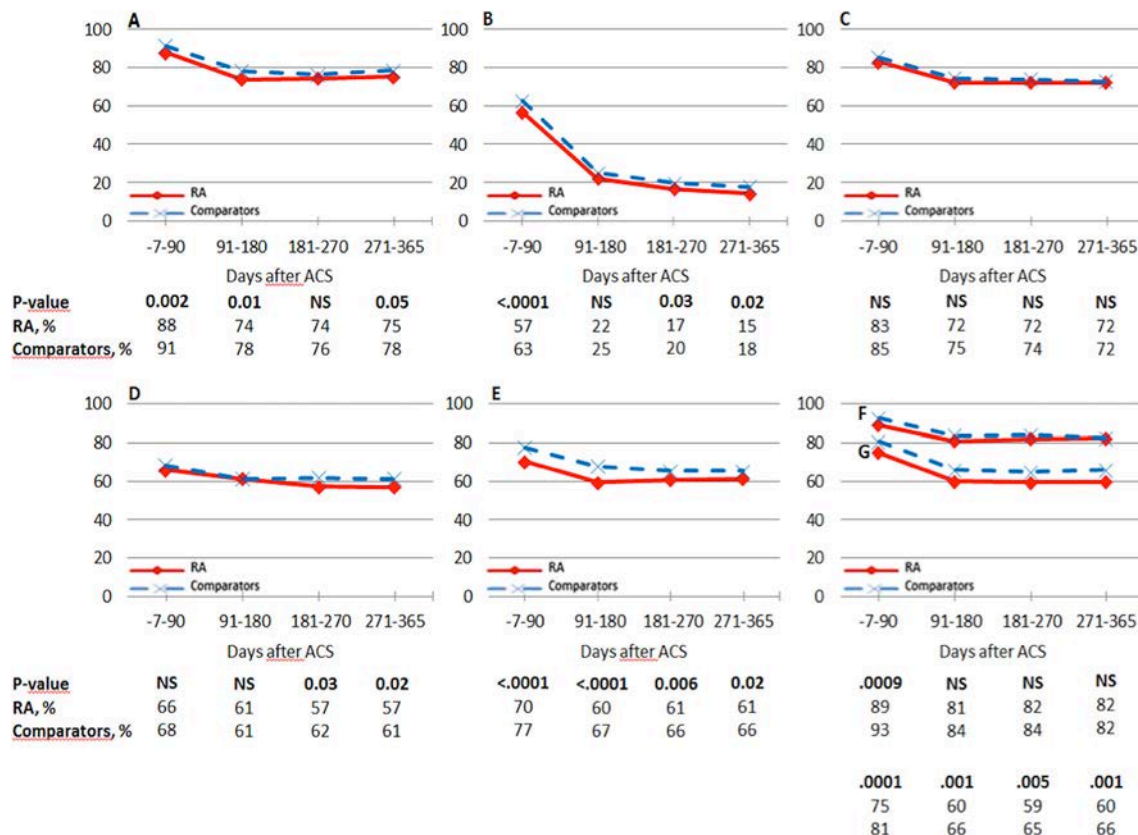 A B C
100 100 100
80 80 80
60 60 60
40 40 40
20 RA 20 RA 20 RA
0 Comparators 0 Comparators 0 Comparators
-7-90 91-180 181-270 271-365 -7-90 91-180 181-270 271-365 -7-90 91-180 181-270 271-365
Days after ACS Days after ACS Days after ACS
P-value 0.002 0.01 NS 0.05 <.0001 NS 0.03 0.02 NS NS NS NS
RA, % 88 74 74 75 57 22 17 15 83 72 72 72
Comparators, % 91 78 76 78 63 25 20 18 85 75 74 72
D E
100 100 100 F
80 80 80 G
60 60 60
40 40 40
20 RA 20 RA 20 RA
0 Comparators 0 Comparators 0 Comparators
-7-90 91-180 181-270 271-365 -7-90 91-180 181-270 271-365 -7-90 91-180 181-270 271-365
Days after ACS Days after ACS Days after ACS
P-value NS NS 0.03 0.02 <.0001 <.0001 0.006 0.02 .0009 NS NS NS
RA, % 66 61 57 57 70 60 61 61 89 81 82 82
Comparators, % 68 61 62 61 77 67 66 66 93 84 84 82
.0001 .001 .005 .001
75 60 59 60
81 66 65 66